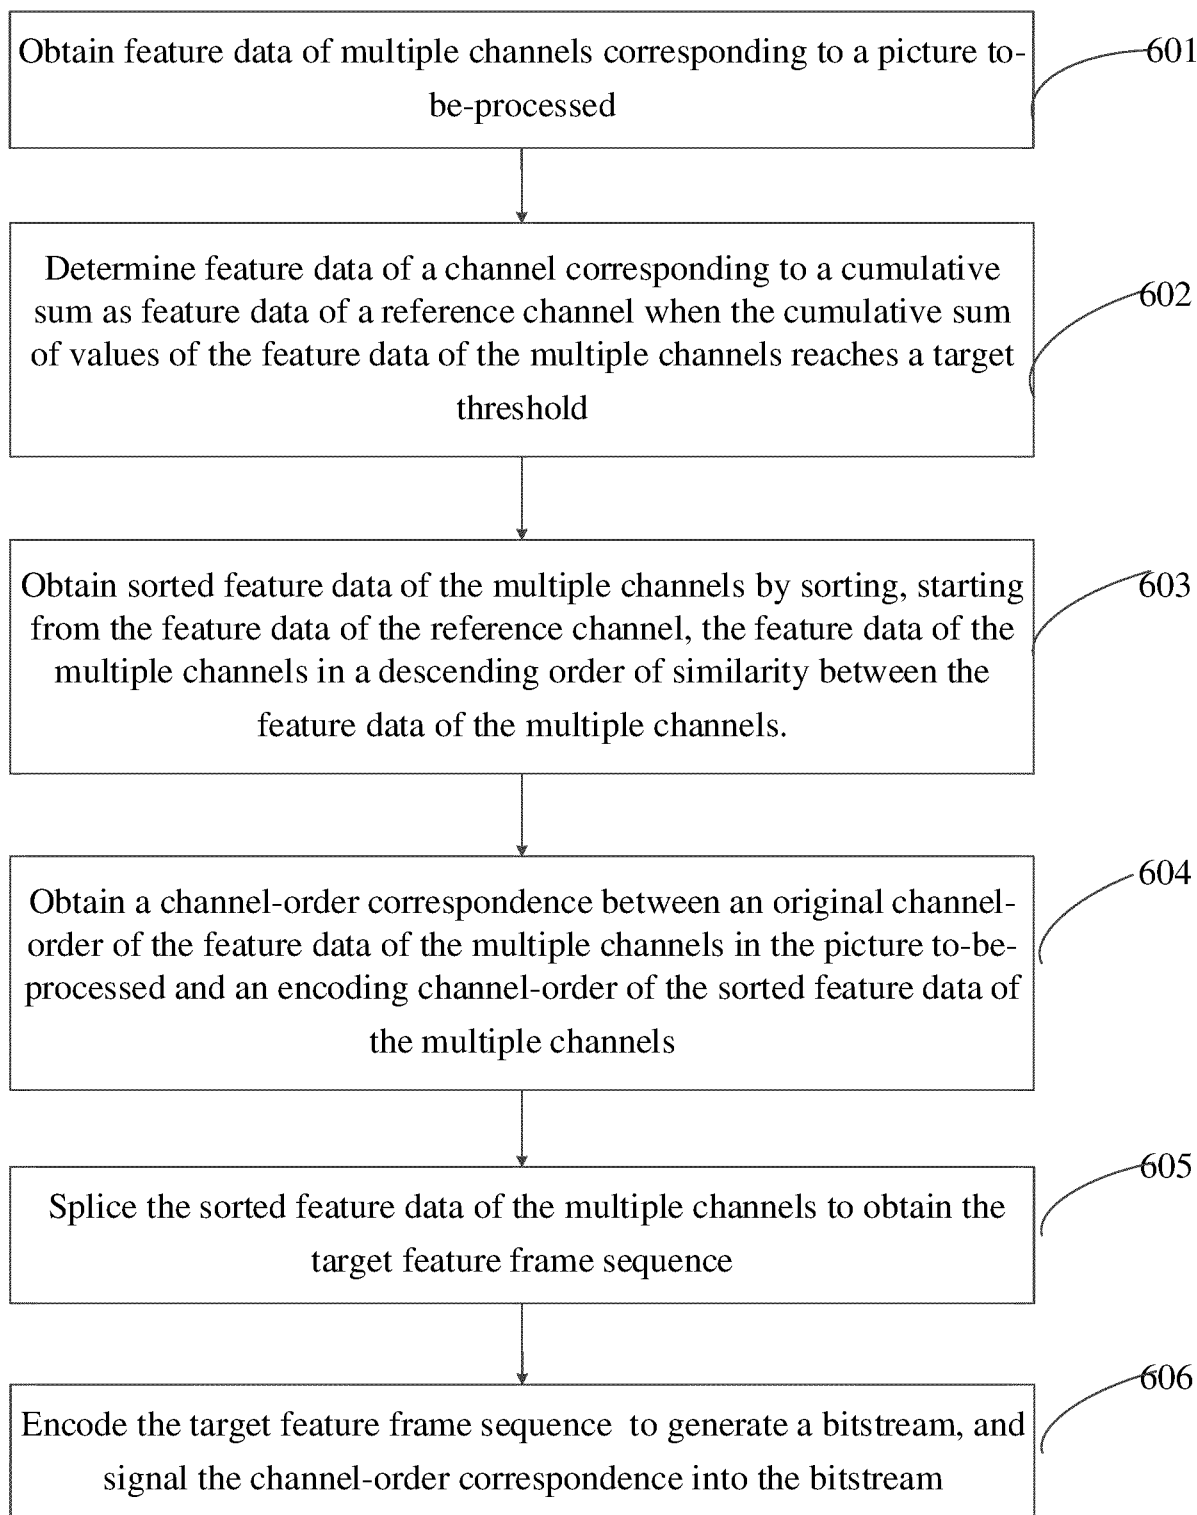 Obtain feature data of multiple channels corresponding to a picture to-
be-processed
601
Determine feature data of a channel corresponding to a cumulative
sum as feature data of a reference channel when the cumulative sum
of values of the feature data of the multiple channels reaches a target
threshold
602
Obtain sorted feature data of the multiple channels by sorting, starting
from the feature data of the reference channel, the feature data of the
multiple channels in a descending order of similarity between the
feature data of the multiple channels.
603
Obtain a channel-order correspondence between an original channel-
order of the feature data of the multiple channels in the picture to-be-
processed and an encoding channel-order of the sorted feature data of
the multiple channels
604
Splice the sorted feature data of the multiple channels to obtain the
target feature frame sequence
605
Encode the target feature frame sequence to generate a bitstream, and
signal the channel-order correspondence into the bitstream
606